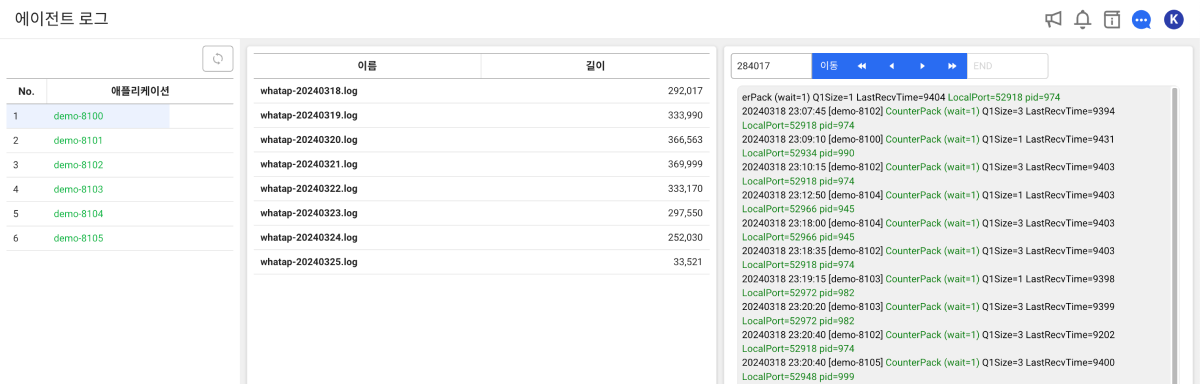 에이전트 로그
K
No. 애플리케이션
1 demo-8100
2 demo-8101
3 demo-8102
4 demo-8103
5 demo-8104
6 demo-8105
이름 길이
whatap-20240318.log 292,017
whatap-20240319.log 333,990
whatap-20240320.log 366,563
whatap-20240321.log 369,999
whatap-20240322.log 333,170
whatap-20240323.log 297,550
whatap-20240324.log 252,030
whatap-20240325.log 33,521
284017 이동 END
erPack (wait=1) Q1Size=1 LastRecvTime=9404 LocalPort=52918 pid=974
20240318 23:07:45 [demo-8102] CounterPack (wait=1) Q1Size=3 LastRecvTime=9394
LocalPort=52918 pid=974
20240318 23:09:10 [demo-8100] CounterPack (wait=1) Q1Size=1 LastRecvTime=9431
LocalPort=52934 pid=990
20240318 23:10:15 [demo-8102] CounterPack (wait=1) Q1Size=3 LastRecvTime=9403
LocalPort=52918 pid=974
20240318 23:12:50 [demo-8104] CounterPack (wait=1) Q1Size=1 LastRecvTime=9403
LocalPort=52966 pid=945
20240318 23:18:00 [demo-8104] CounterPack (wait=1) Q1Size=3 LastRecvTime=9403
LocalPort=52966 pid=945
20240318 23:18:35 [demo-8102] CounterPack (wait=1) Q1Size=3 LastRecvTime=9403
LocalPort=52918 pid=974
20240318 23:19:15 [demo-8103] CounterPack (wait=1) Q1Size=1 LastRecvTime=9398
LocalPort=52972 pid=982
20240318 23:20:20 [demo-8103] CounterPack (wait=1) Q1Size=3 LastRecvTime=9399
LocalPort=52972 pid=982
20240318 23:20:40 [demo-8102] CounterPack (wait=1) Q1Size=3 LastRecvTime=9202
LocalPort=52918 pid=974
20240318 23:20:40 [demo-8105] CounterPack (wait=1) Q1Size=3 LastRecvTime=9400
LocalPort=52948 pid=999